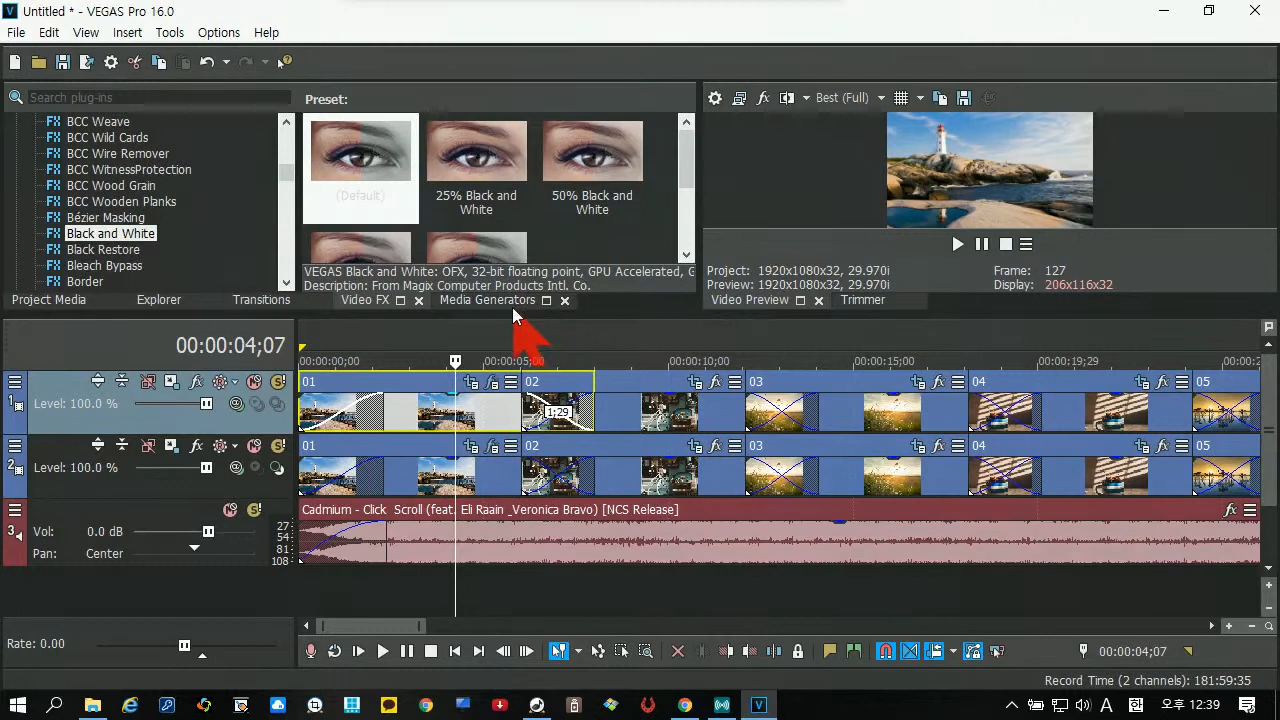 Untitled * - VEGAS Pro 16.0
File Edit View Insert Tools Options Help
Search plug-ins
BCC Weave
BCC Wild Cards
BCC Wire Remover
BCC WitnessProtection
BCC Wood Grain
BCC Wooden Planks
Bézier Masking
Black and White
Black Restore
Bleach Bypass
Border
Preset:
(Default)
25% Black and White
50% Black and White
VEGAS Black and White: OFX, 32-bit floating point, GPU Accelerated, G
Description: From Magix Computer Products Intl. Co.
Best (Full)
Project: 1920x1080x32, 29.970i
Preview: 1920x1080x32, 29.970i
Frame: 127
Display: 206x116x32
Project Media Explorer Transitions Video FX Media Generators
Video Preview Trimmer
00:00:04;07
00:00:00;00 00:00:05;00 00:00:10;00 00:00:15;00 00:00:19;29 00:00:2
1
Level: 100.0 %
01 02 03 04 05
1;29
2
Level: 100.0 %
01 02 03 04 05
3
Vol: 0.0 dB
Pan: Center
27
54
81
108
Cadmium - Click Scroll (feat. Eli Raain _Veronica Bravo) [NCS Release]
Rate: 0.00
00:00:04;07
Record Time (2 channels): 181:59:35
A 한 오후 12:39